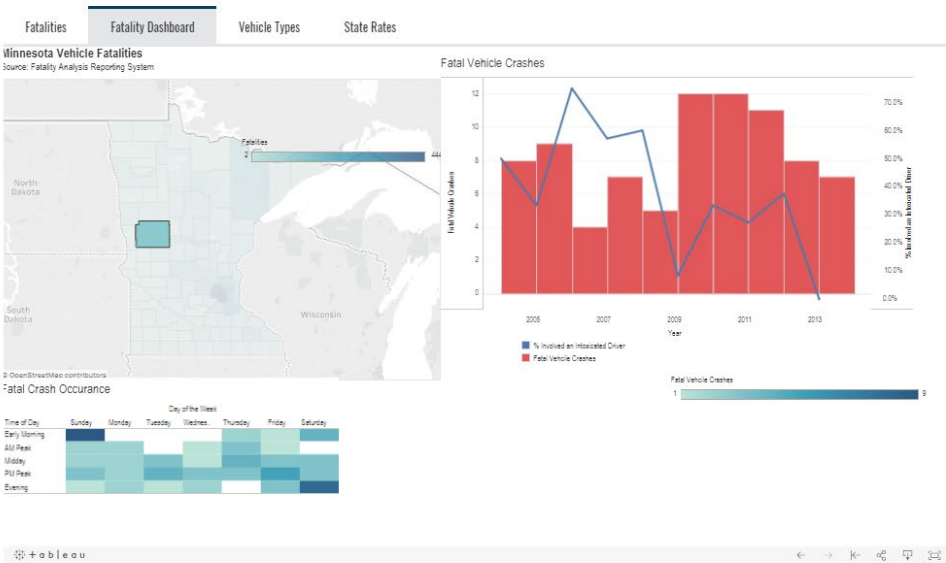 Fatalities
Fatality Dashboard
Vehicle Types
State Rates
Minnesota Vehicle Fatalities
Source: Fatality Analysis Reporting System
Fatalities
2
444
North
Dakota
South
Dakota
Wisconsin
© OpenStreetMap contributors
Fatal Vehicle Crashes
12
10
8
6
4
2
0
Fatal Vehicle Crashes
70.0%
60.0%
50.0%
40.0%
30.0%
20.0%
10.0%
0.0%
% Involved an Intoxicated Driver
2005
2007
2009
2011
2013
Year
% Involved an Intoxicated Driver
Fatal Vehicle Crashes
Fatal Vehicle Crashes
1
9
Fatal Crash Occurance
Day of the Week
Time of Day
Sunday
Monday
Tuesday
Wednes..
Thursday
Friday
Saturday
Early Morning
AM Peak
Midday
PM Peak
Evening
+ableau